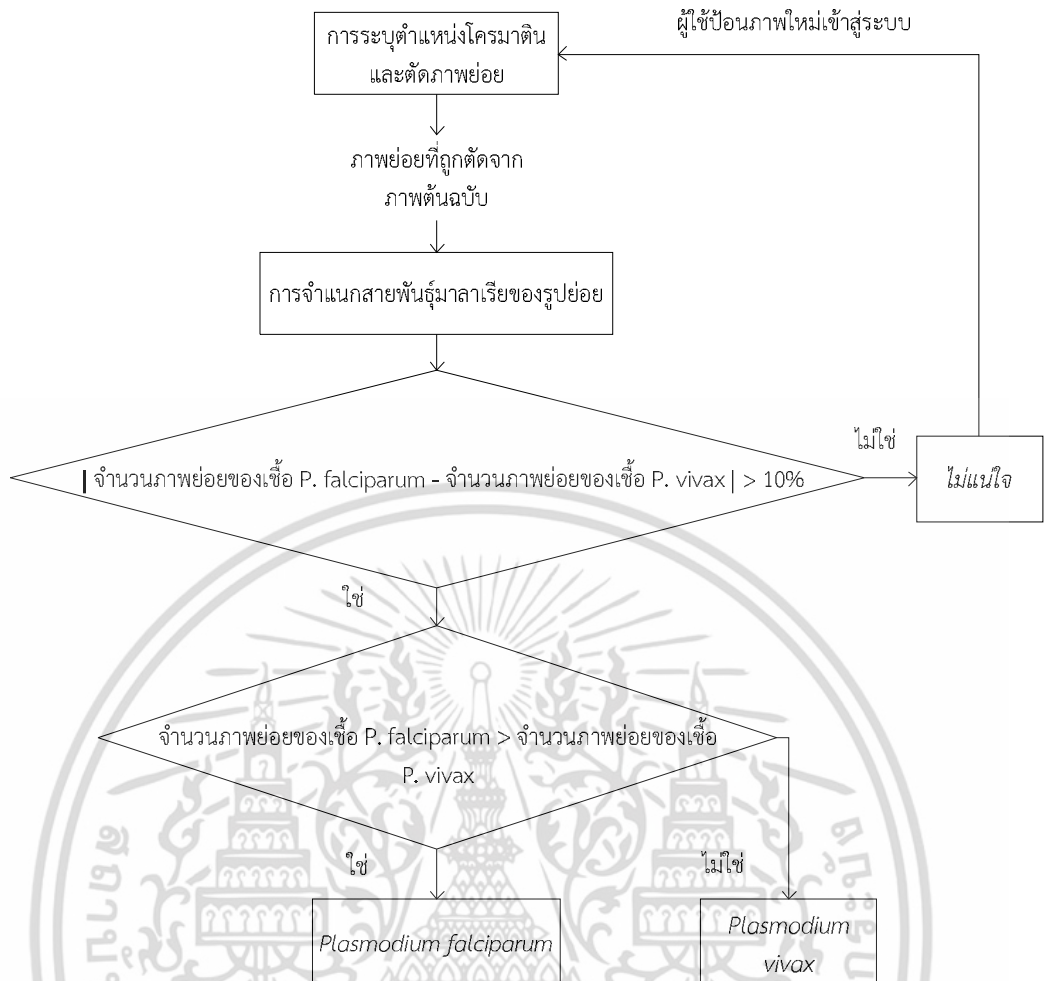 การระบุตำแหน่งโครมาติน
และตัดภาพย่อย
ผู้ใช้ป้อนภาพใหม่เข้าสู่ระบบ
ภาพย่อยที่ถูกตัดจาก
ภาพต้นฉบับ
การจำแนกสายพันธุ์มาลาเรียของรูปย่อย
| จำนวนภาพย่อยของเชื้อ P. falciparum - จำนวนภาพย่อยของเชื้อ P. vivax | > 10%
ไม่ใช่
ไม่แน่ใจ
ใช่
จำนวนภาพย่อยของเชื้อ P. falciparum > จำนวนภาพย่อยของเชื้อ
P. vivax
ใช่
ไม่ใช่
Plasmodium falciparum
Plasmodium
vivax